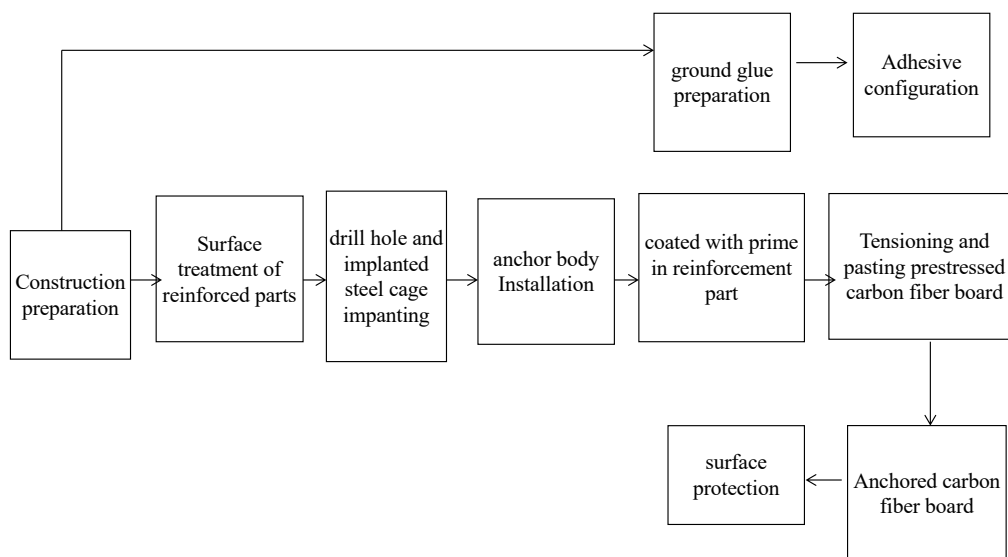 ground glue
preparation
Adhesive
configuration
Construction
preparation
Surface
treatment of
reinforced parts
drill hole and
implanted
steel cage
impanting
anchor body
Installation
coated with prime
in reinforcement
part
Tensioning and
pasting prestressed
carbon fiber board
surface
protection
Anchored carbon
fiber board